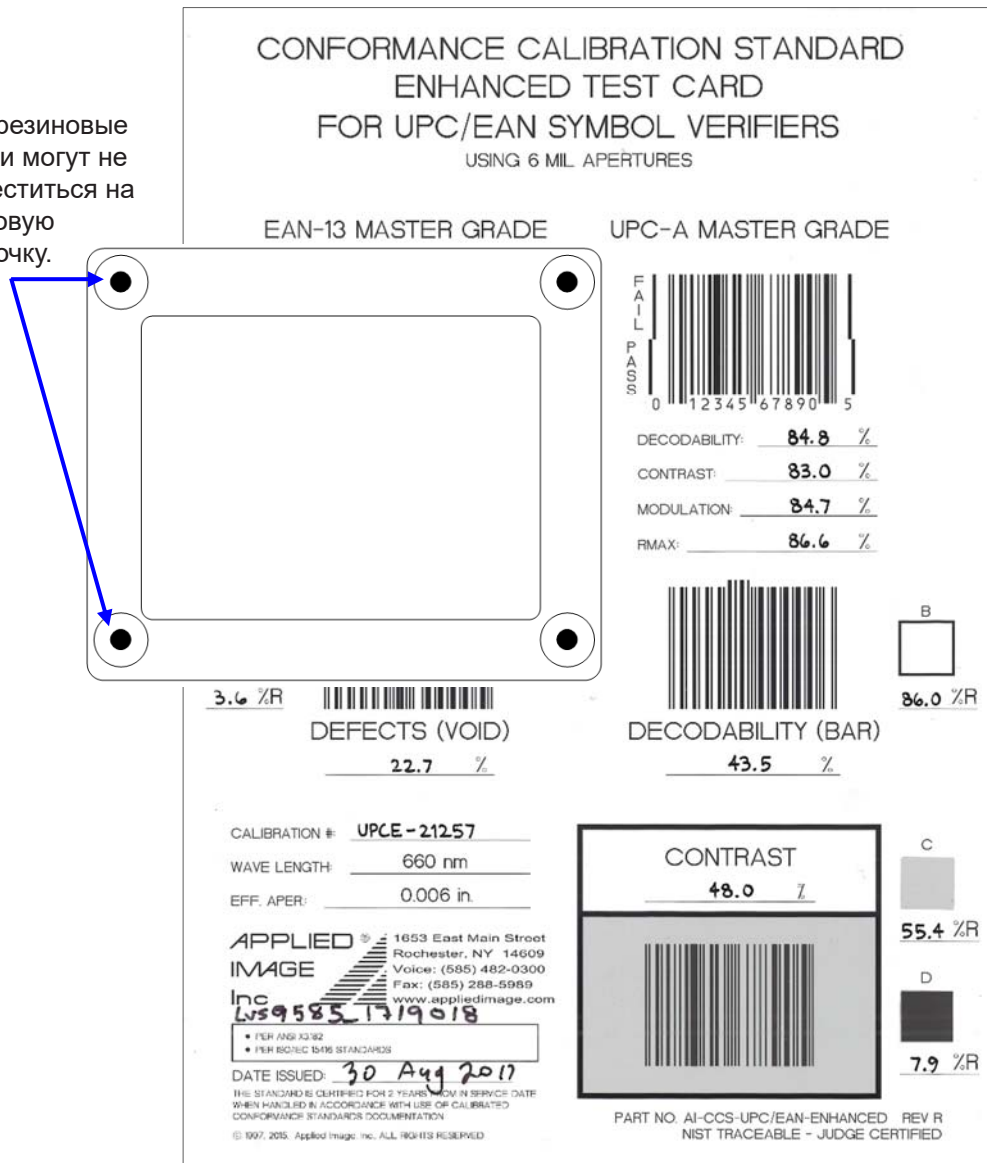 CONFORMANCE CALIBRATION STANDARD
ENHANCED TEST CARD
FOR UPC/EAN SYMBOL VERIFIERS
USING 6 MIL APERTURES
резиновые
и могут не
еститься на
овую
очку.
EAN-13 MASTER GRADE
UPC-A MASTER GRADE
FAIL
PASS
0 12345 67890 5
DECODABILITY: 84.8 %
CONTRAST: 83.0 %
MODULATION: 84.7 %
RMAX: 86.6 %
B
86.0 %R
3.6 %R
DEFECTS (VOID)
22.7 %
DECODABILITY (BAR)
43.5 %
CALIBRATION #: UPCE-21257
WAVE LENGTH: 660 nm
EFF. APER: 0.006 in.
APPLIED
IMAGE
Inc
®
1653 East Main Street
Rochester, NY 14609
Voice: (585) 482-0300
Fax: (585) 288-5989
www.appliedimage.com
LVS9585_1719018
• PER ANSI X3.182
• PER ISO/IEC 15416 STANDARDS
DATE ISSUED: 30 Aug 2017
THE STANDARD IS CERTIFIED FOR 2 YEARS FROM IN SERVICE DATE
WHEN HANDLED IN ACCORDANCE WITH USE OF CALIBRATED
CONFORMANCE STANDARDS DOCUMENTATION
© 1997, 2015, Applied Image, Inc., ALL RIGHTS RESERVED
CONTRAST
48.0 %
C
55.4 %R
D
7.9 %R
PART NO. AI-CCS-UPC/EAN-ENHANCED REV R
NIST TRACEABLE - JUDGE CERTIFIED